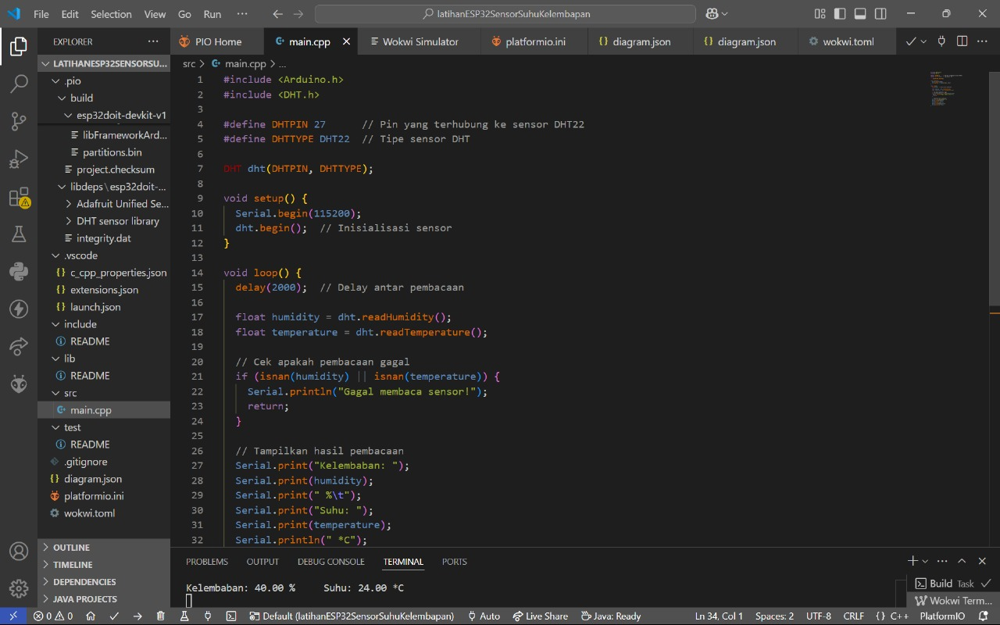 File Edit Selection View Go Run ··· latihanESP32SensorSuhuKelembapan
EXPLORER ···
LATIHANESP32SENSORSU...
.pio
build
esp32doit-devkit-v1
libFrameworkArd...
partitions.bin
project.checksum
libdeps\esp32doit-...
Adafruit Unified Se...
DHT sensor library
integrity.dat
.vscode
c_cpp_properties.json
extensions.json
launch.json
include
README
lib
README
src
main.cpp
test
README
.gitignore
diagram.json
platformio.ini
wokwi.toml
OUTLINE
TIMELINE
DEPENDENCIES
JAVA PROJECTS
PIO Home main.cpp Wokwi Simulator platformio.ini diagram.json diagram.json wokwi.toml
src > main.cpp > ...
1 #include <Arduino.h>
2 #include <DHT.h>
3
4 #define DHTPIN 27      // Pin yang terhubung ke sensor DHT22
5 #define DHTTYPE DHT22  // Tipe sensor DHT
6
7 DHT dht(DHTPIN, DHTTYPE);
8
9 void setup() {
10   Serial.begin(115200);
11   dht.begin();  // Inisialisasi sensor
12 }
13
14 void loop() {
15   delay(2000);  // Delay antar pembacaan
16
17   float humidity = dht.readHumidity();
18   float temperature = dht.readTemperature();
19
20   // Cek apakah pembacaan gagal
21   if (isnan(humidity) || isnan(temperature)) {
22     Serial.println("Gagal membaca sensor!");
23     return;
24   }
25
26   // Tampilkan hasil pembacaan
27   Serial.print("Kelembaban: ");
28   Serial.print(humidity);
29   Serial.print(" %\t");
30   Serial.print("Suhu: ");
31   Serial.print(temperature);
32   Serial.println(" *C");
PROBLEMS OUTPUT DEBUG CONSOLE TERMINAL PORTS
Kelembaban: 40.00 %     Suhu: 24.00 *C
Build Task
Wokwi Term...
0 0 Default (latihanESP32SensorSuhuKelembapan) Auto Live Share Java: Ready Ln 34, Col 1 Spaces: 2 UTF-8 CRLF {} C++ PlatformIO